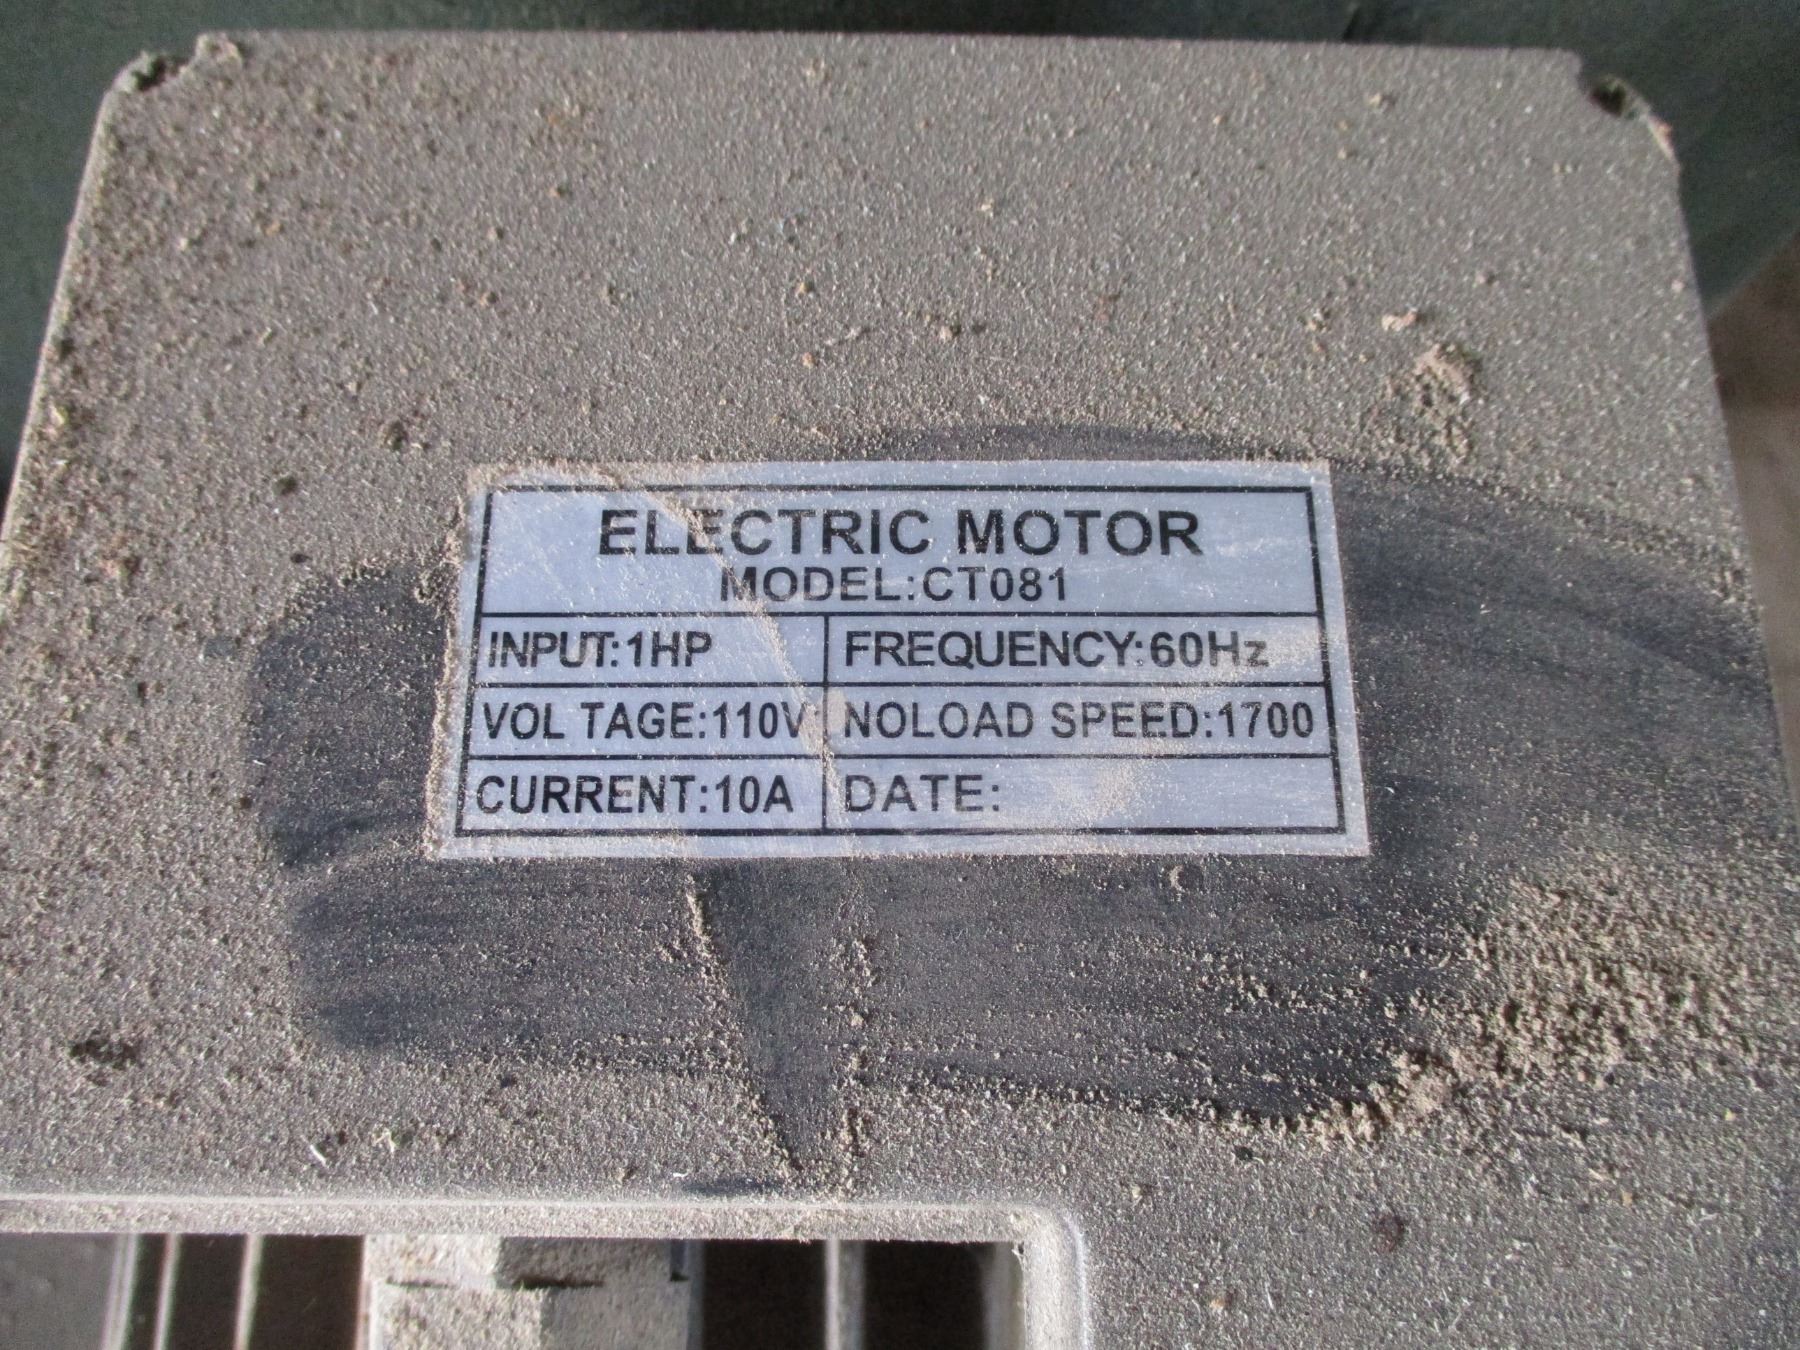 ELECTRIC MOTOR
MODEL:CT081
INPUT:1HP
FREQUENCY:60Hz
VOL TAGE:110V
NOLOAD SPEED:1700
CURRENT:10A
DATE: